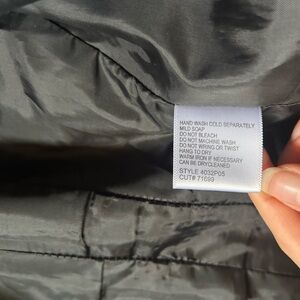 HAND WASH COLD SEPARATELY
MILD SOAP
DO NOT BLEACH
DO NOT MACHINE WASH
DO NOT WRING OR TWIST
HANG TO DRY
WARM IRON IF NECESSARY
CAN BE DRYCLEANED
STYLE 4032P05
CUT# 71699